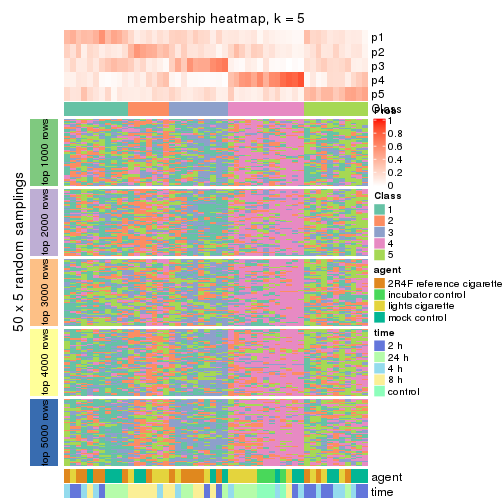 membership heatmap, k = 5
p1
p2
p3
p4
p5
Class
Prob
1
0.8
0.6
0.4
0.2
0
Class
1
2
3
4
5
agent
2R4F reference cigarette
incubator control
lights cigarette
mock control
time
2 h
24 h
4 h
8 h
control
50 x 5 random samplings
top 1000 rows
top 2000 rows
top 3000 rows
top 4000 rows
top 5000 rows
agent
time